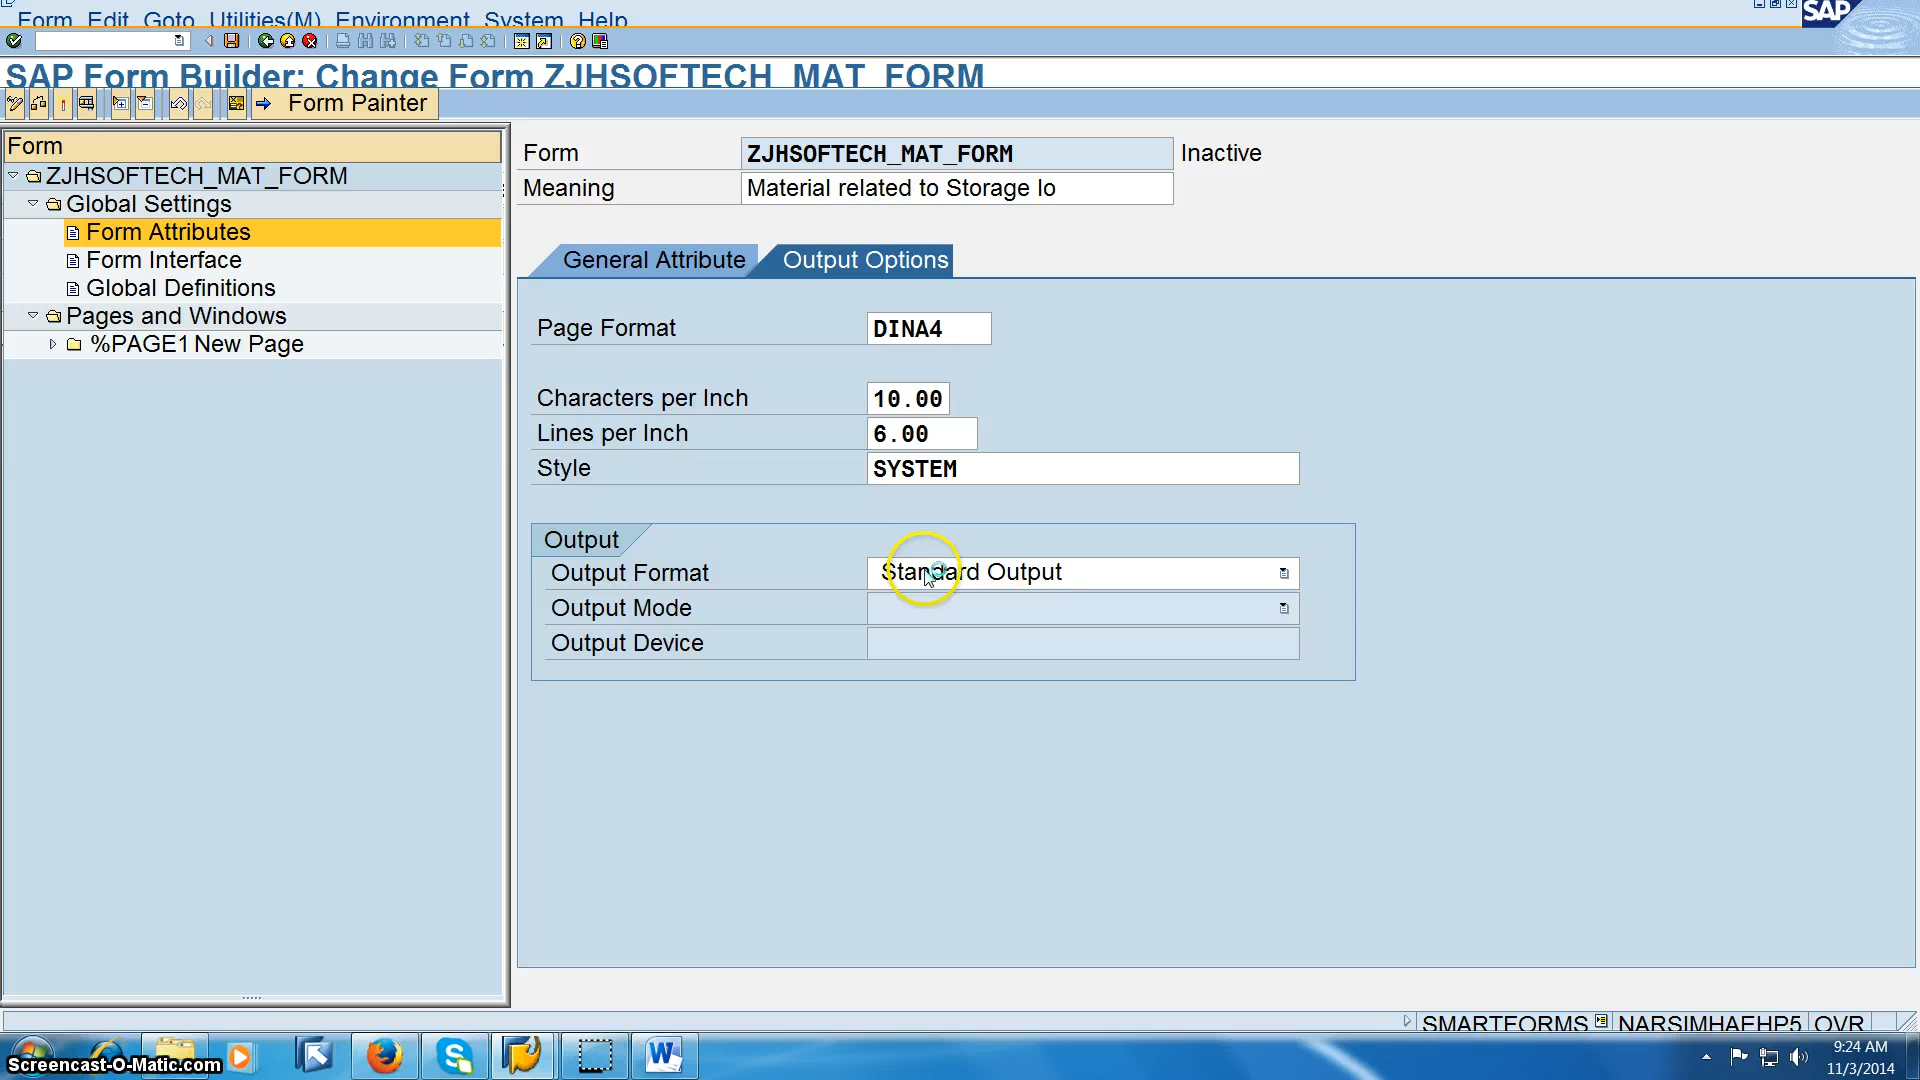 Form Edit Goto Utilities(M) Environment System Help
SAP
SAP Form Builder: Change Form ZJHSOFTECH_MAT_FORM
Form Painter
Form
ZJHSOFTECH_MAT_FORM
Global Settings
Form Attributes
Form Interface
Global Definitions
Pages and Windows
%PAGE1 New Page
Form ZJHSOFTECH_MAT_FORM Inactive
Meaning Material related to Storage lo
General Attribute Output Options
Page Format DINA4
Characters per Inch 10.00
Lines per Inch 6.00
Style SYSTEM
Output
Output Format Standard Output
Output Mode
Output Device
SMARTFORMS NARSIMHAEHP5 OVR
Screencast-O-Matic.com
9:24 AM
11/3/2014